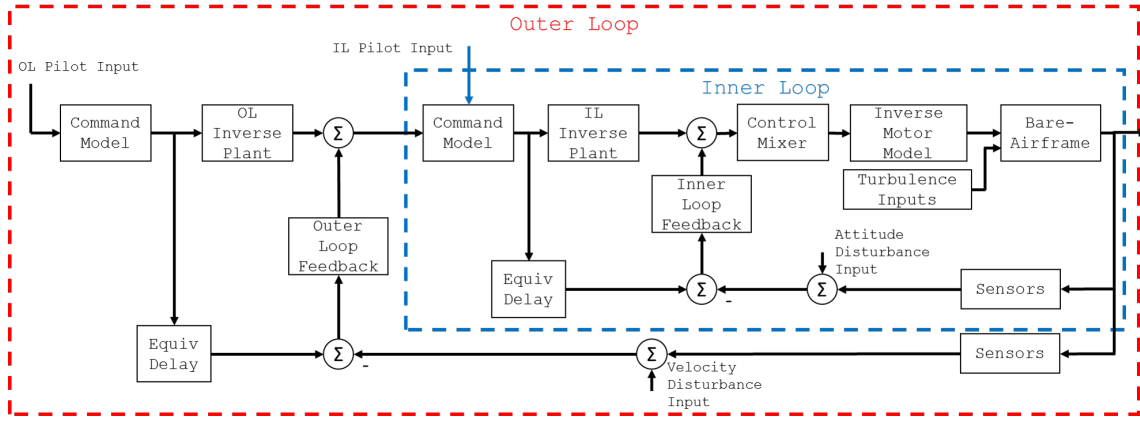 Outer Loop
IL Pilot Input
OL Pilot Input
Inner Loop
Command
Model
OL
Inverse
Plant
Σ
Command
Model
IL
Inverse
Plant
Σ
Control
Mixer
Inverse
Motor
Model
Bare-
Airframe
Turbulence
Inputs
Inner
Loop
Feedback
Outer
Loop
Feedback
Attitude
Disturbance
Input
Equiv
Delay
Σ
-
Σ
Sensors
Equiv
Delay
Σ
-
Σ
Sensors
Velocity
Disturbance
Input